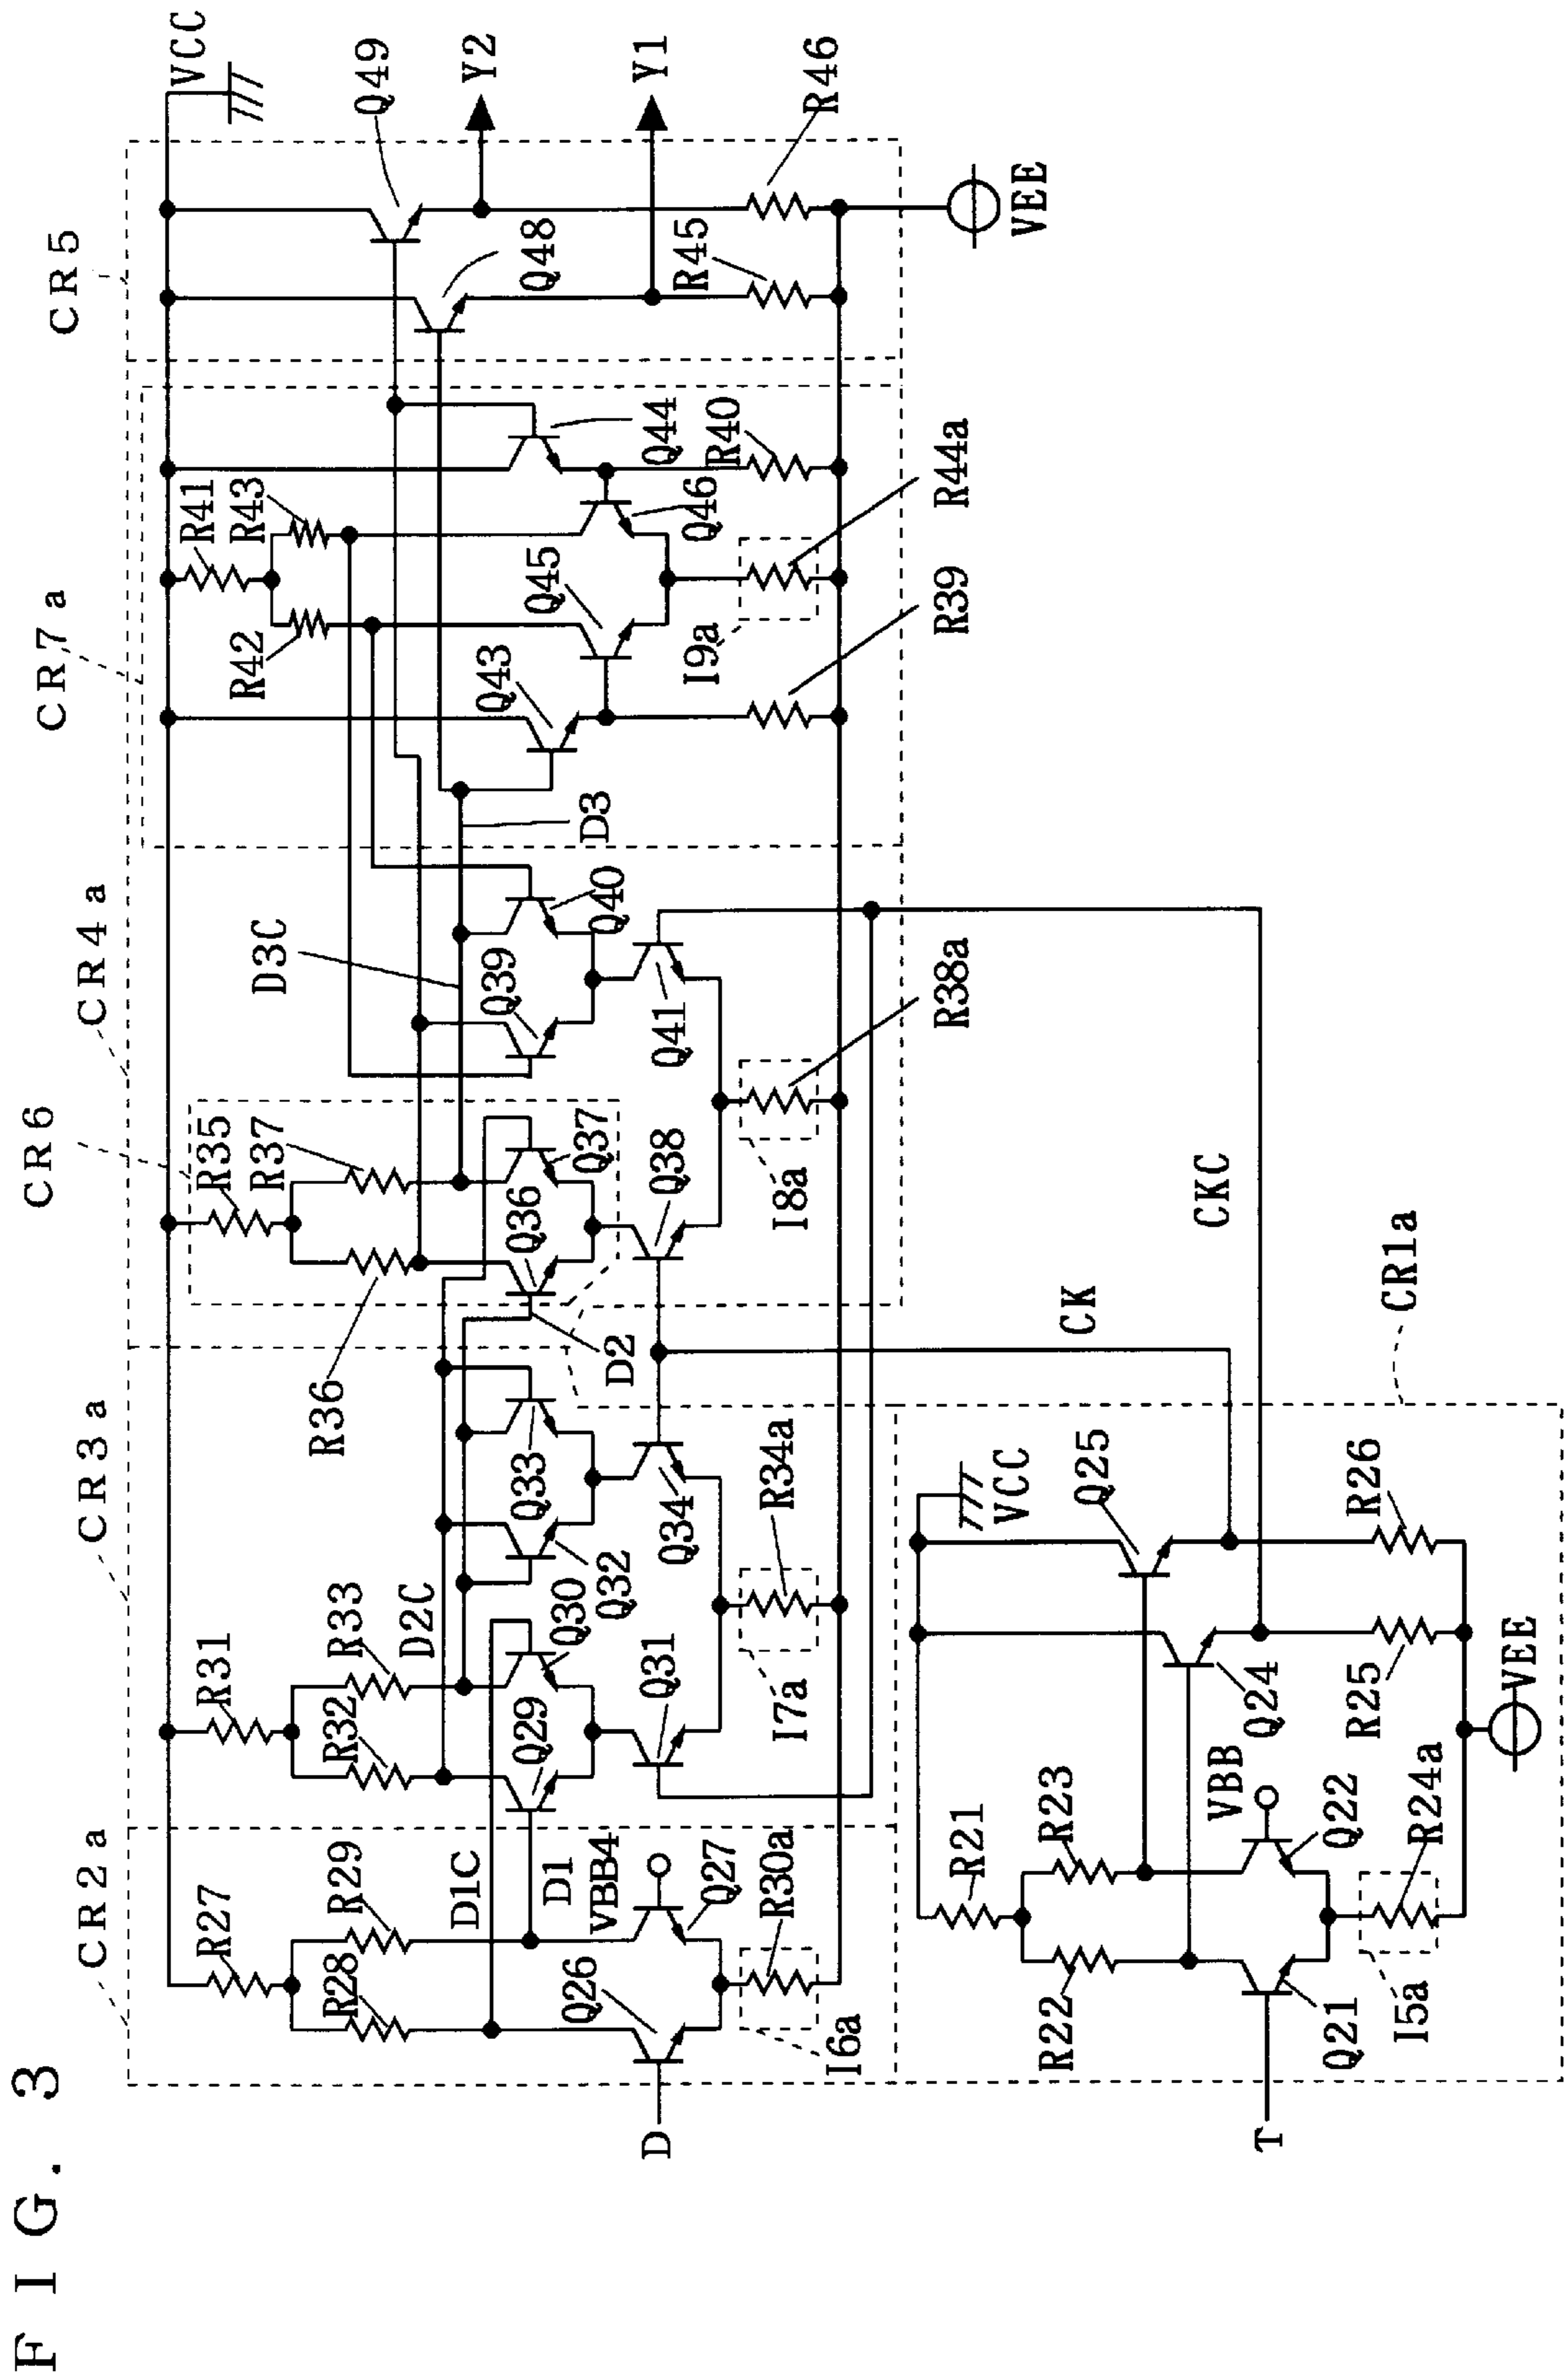 FIG. 3
CR2a
CR3a
CR6
CR4a
CR7a
CR5
VCC
R27
R28
R29
D1C
D1
VBB4
Q26
Q27
R30a
I6a
D
R31
R32
R33
D2C
Q29
Q30
Q32
Q33
Q31
Q34
R34a
I7a
D2
R36
R35
R37
Q36
Q37
Q38
I8a
D3C
Q39
Q40
Q41
R38a
D3
R42
R41
R43
Q43
Q45
Q46
Q44
I9a
R40
R44a
R39
Q48
Q49
Y2
Y1
R45
R46
VEE
CK
CKC
CR1a
T
R21
R22
R23
VBB
Q21
Q22
I5a
R24a
Q24
Q25
VCC
R25
R26
VEE